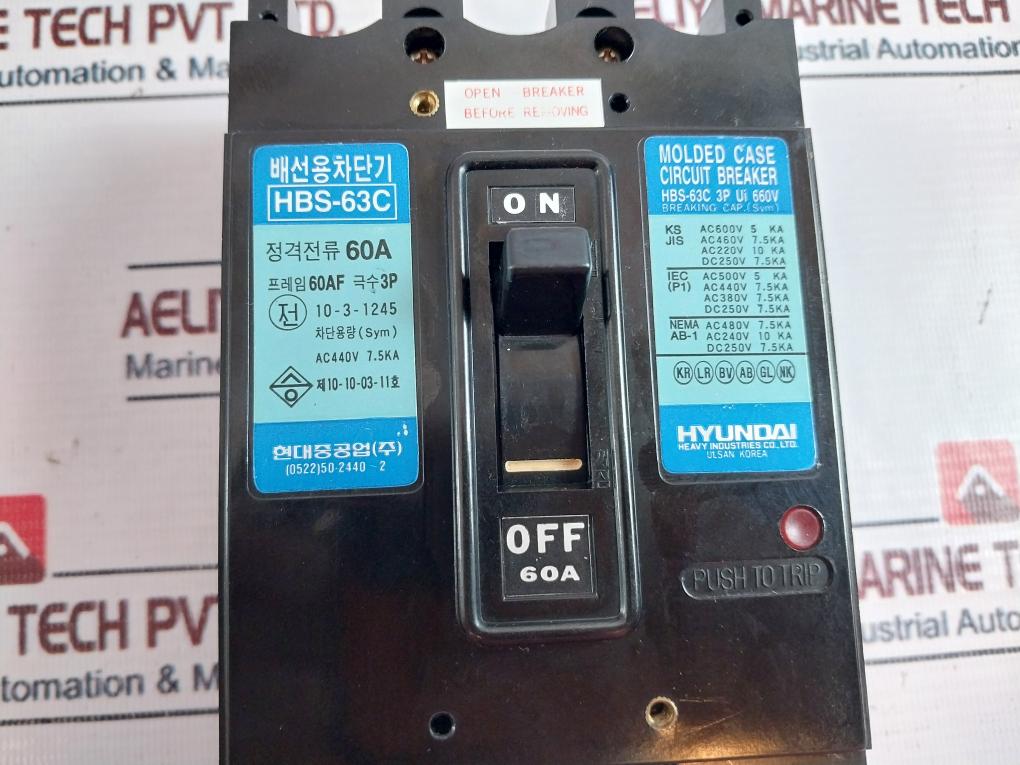 E TECH PVT. LTD.
Automation & Ma
AELIYA MARINE TECH
Industrial Automation
OPEN BREAKER
BEFORE REMOVING
배선용차단기
HBS-63C
정격전류 60A
프레임 60AF 극수 3P
전 10-3-1245
차단용량(Sym)
AC440V 7.5KA
제10-10-03-11호
현대중공업(주)
(0522)50-2440~2
ON
OFF
60A
MOLDED CASE
CIRCUIT BREAKER
HBS-63C 3P Ui 660V
BREAKING CAP.(Sym)
KS AC600V 5 KA
JIS AC460V 7.5KA
AC220V 10 KA
DC250V 7.5KA
IEC AC500V 5 KA
(P1) AC440V 7.5KA
AC380V 7.5KA
DC250V 7.5KA
NEMA AC480V 7.5KA
AB-1 AC240V 10 KA
DC250V 7.5KA
KR LR BV AB GL NK
HYUNDAI
HEAVY INDUSTRIES CO., LTD.
ULSAN KOREA
PUSH TO TRIP
AELIY
Marine
TECH PVT
Automation & M
ARINE T
ustrial Auto